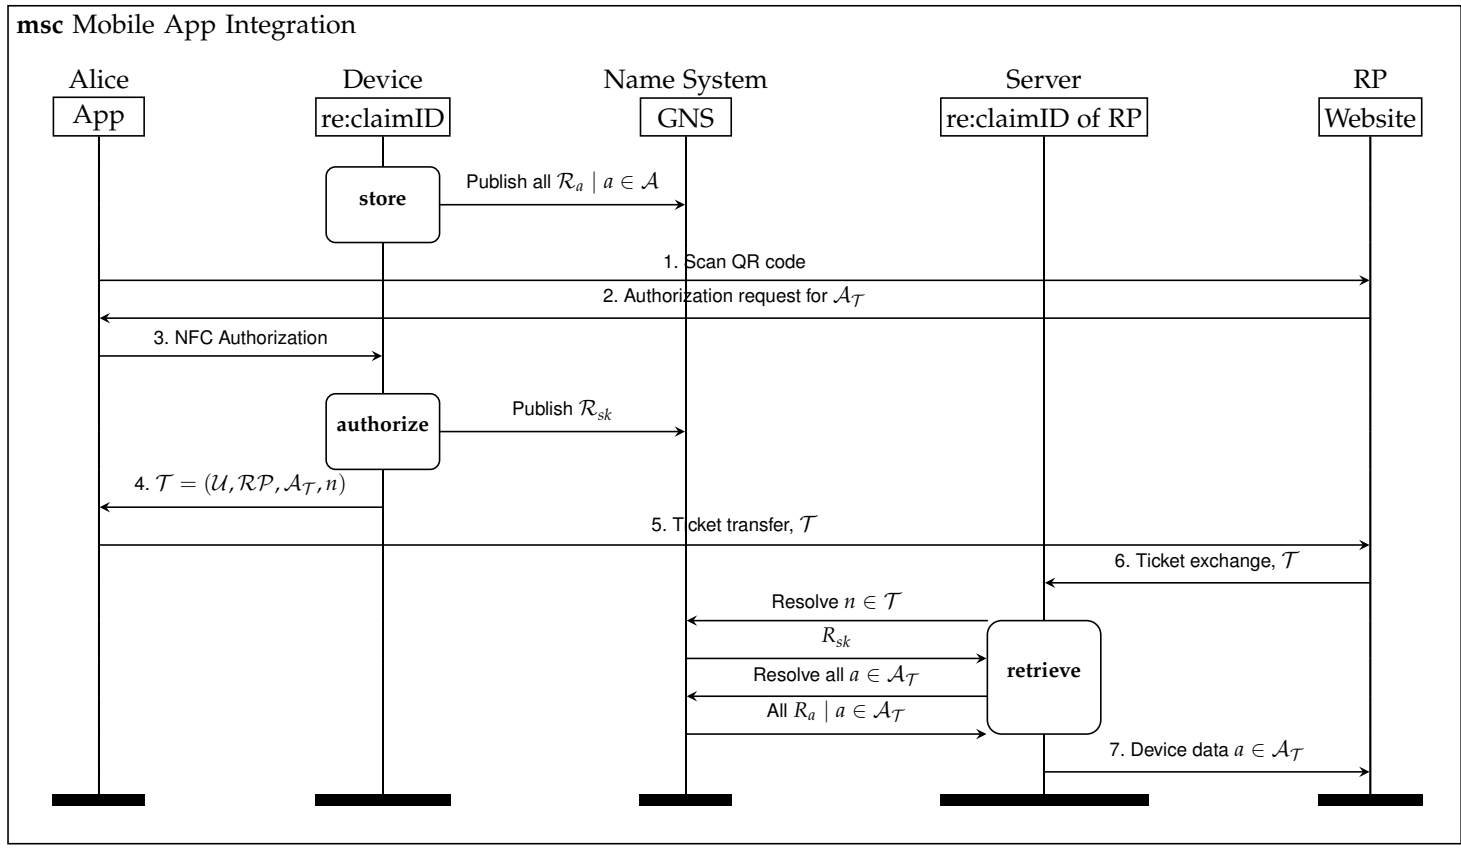 msc Mobile App Integration
Alice Device Name System Server RP
App re:claimID GNS re:claimID of RP Website
Publish all ℛₐ | a ∈ 𝒜
store
1. Scan QR code
2. Authorization request for 𝒜_𝒯
3. NFC Authorization
Publish ℛ_sk
authorize
4. 𝒯 = (𝒰, ℛ𝒫, 𝒜_𝒯, n)
5. Ticket transfer, 𝒯
6. Ticket exchange, 𝒯
Resolve n ∈ 𝒯
R_sk
retrieve
Resolve all a ∈ 𝒜_𝒯
All Rₐ | a ∈ 𝒜_𝒯
7. Device data a ∈ 𝒜_𝒯